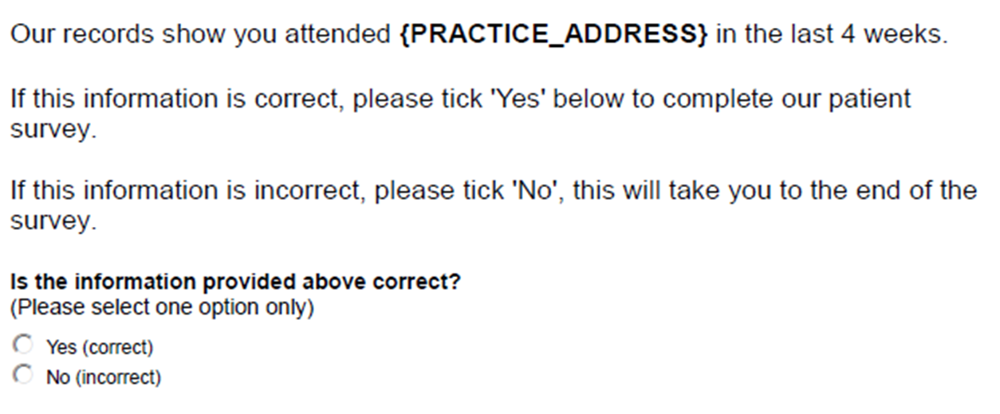 Our records show you attended {PRACTICE_ADDRESS} in the last 4 weeks.
If this information is correct, please tick 'Yes' below to complete our patient
survey.
If this information is incorrect, please tick 'No', this will take you to the end of the
survey.
Is the information provided above correct?
(Please select one option only)
Yes (correct)
No (incorrect)